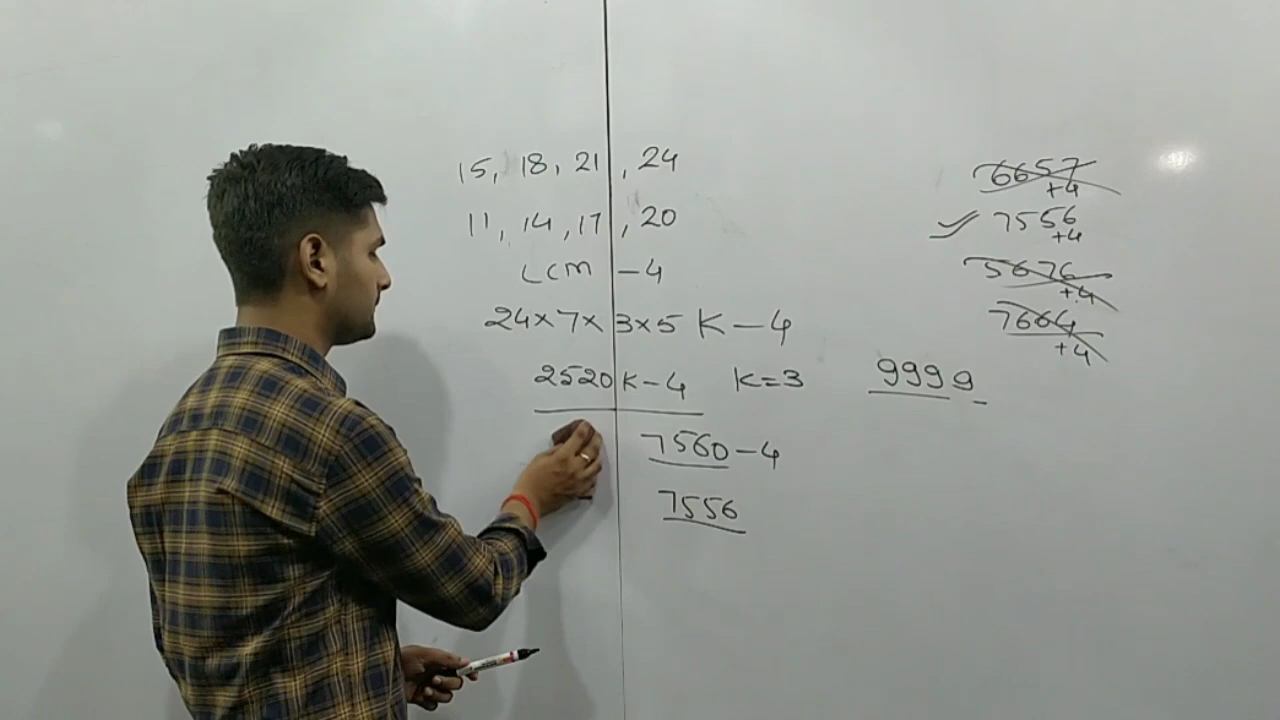 15, 18, 21, 24
11, 14, 17, 20
LCM - 4
24×7×3×5 K - 4
2520K-4 K=3 9999
7560-4
7556
6657
+4
7556
+4
5676
+4
7664
+4